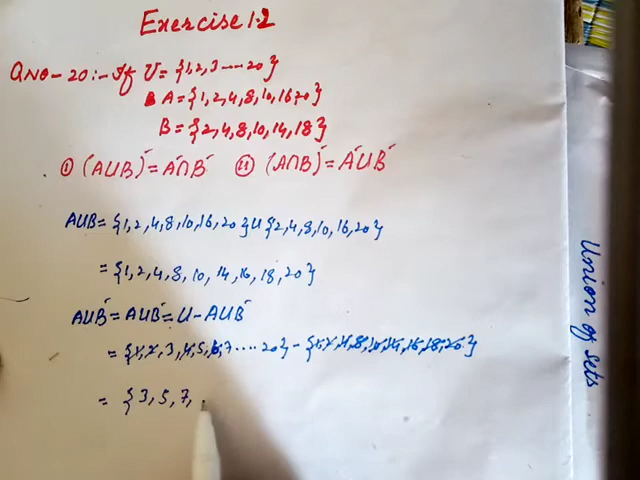 Exercise 1.2
QNO-20:- If U = {1,2,3 ---- 20}
A = {1,2,4,8,10,16,20}
B = {2,4,8,10,14,18}
(i) (AUB)' = A'∩B' (ii) (A∩B)' = A'UB'
AUB = {1,2,4,8,10,16,20} U {2,4,8,10,16,20}
= {1,2,4,8,10,14,16,18,20}
AUB' = AUB' = U - AUB'
= {1,2,3,4,5,6,7 ..... 20} - {1,2,4,8,10,14,16,18,20}
= {3,5,7,
Union of sets